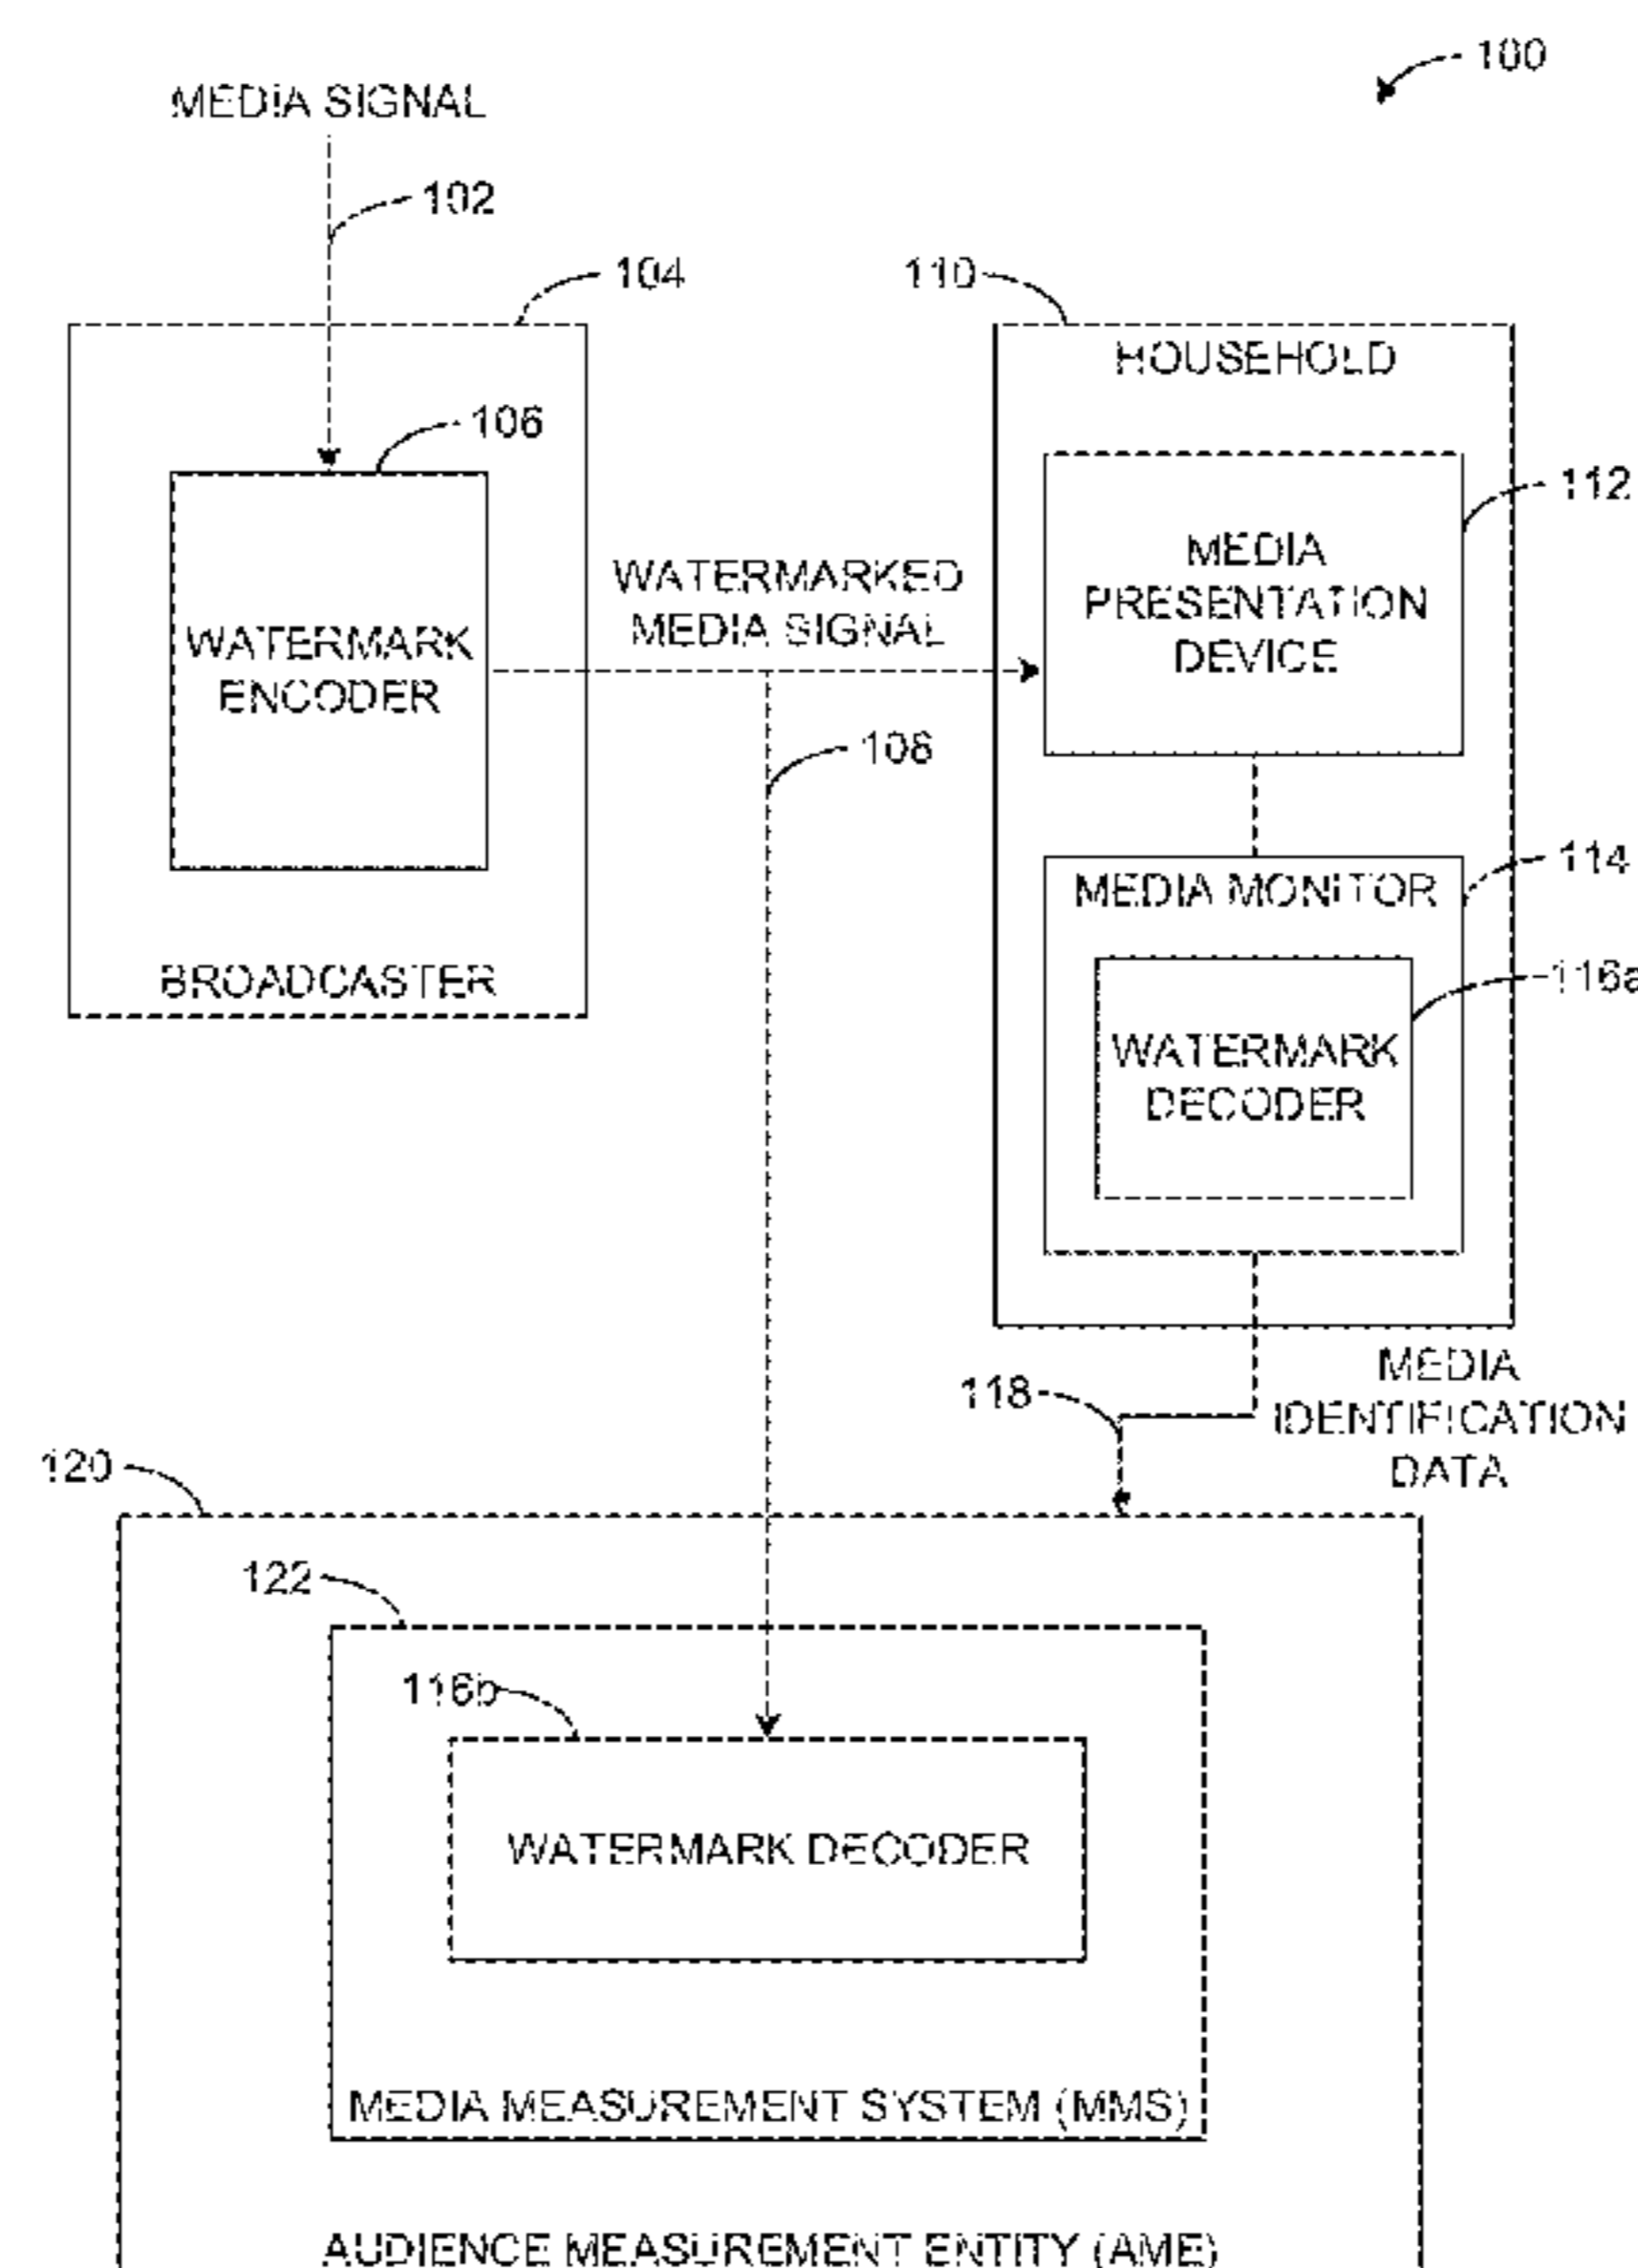 100
MEDIA SIGNAL
102
104
110
HOUSEHOLD
106
112
MEDIA
PRESENTATION
DEVICE
WATERMARKED
MEDIA SIGNAL
WATERMARK
ENCODER
108
114
MEDIA MONITOR
BROADCASTER
116a
WATERMARK
DECODER
MEDIA
IDENTIFICATION
DATA
118
120
122
116b
WATERMARK DECODER
MEDIA MEASUREMENT SYSTEM (MMS)
AUDIENCE MEASUREMENT ENTITY (AME)